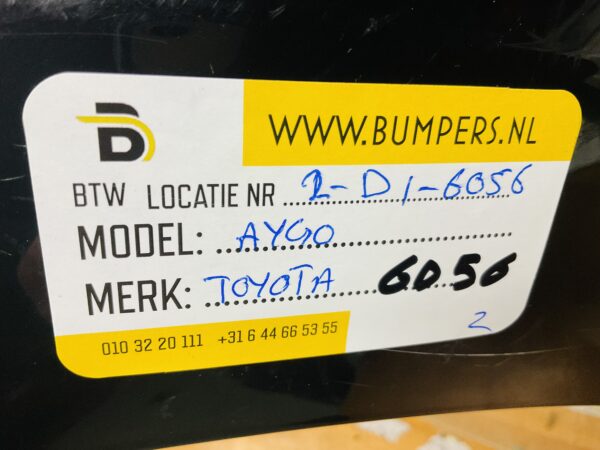 WWW.BUMPERS.NL
BTW LOCATIE NR 2-D1-6056
MODEL: AYGO
MERK: TOYOTA 6056
010 32 20 111 +31 6 44 66 53 55
2